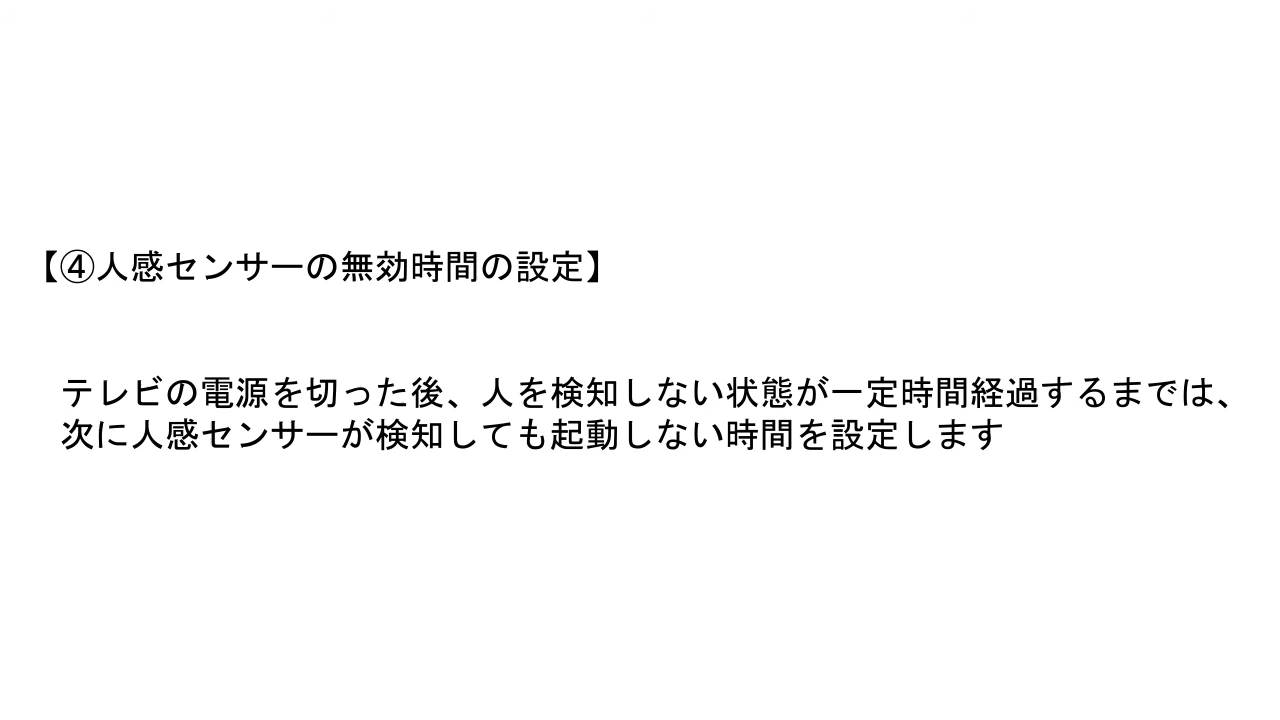 【④人感センサーの無効時間の設定】
テレビの電源を切った後、人を検知しない状態が一定時間経過するまでは、
次に人感センサーが検知しても起動しない時間を設定します